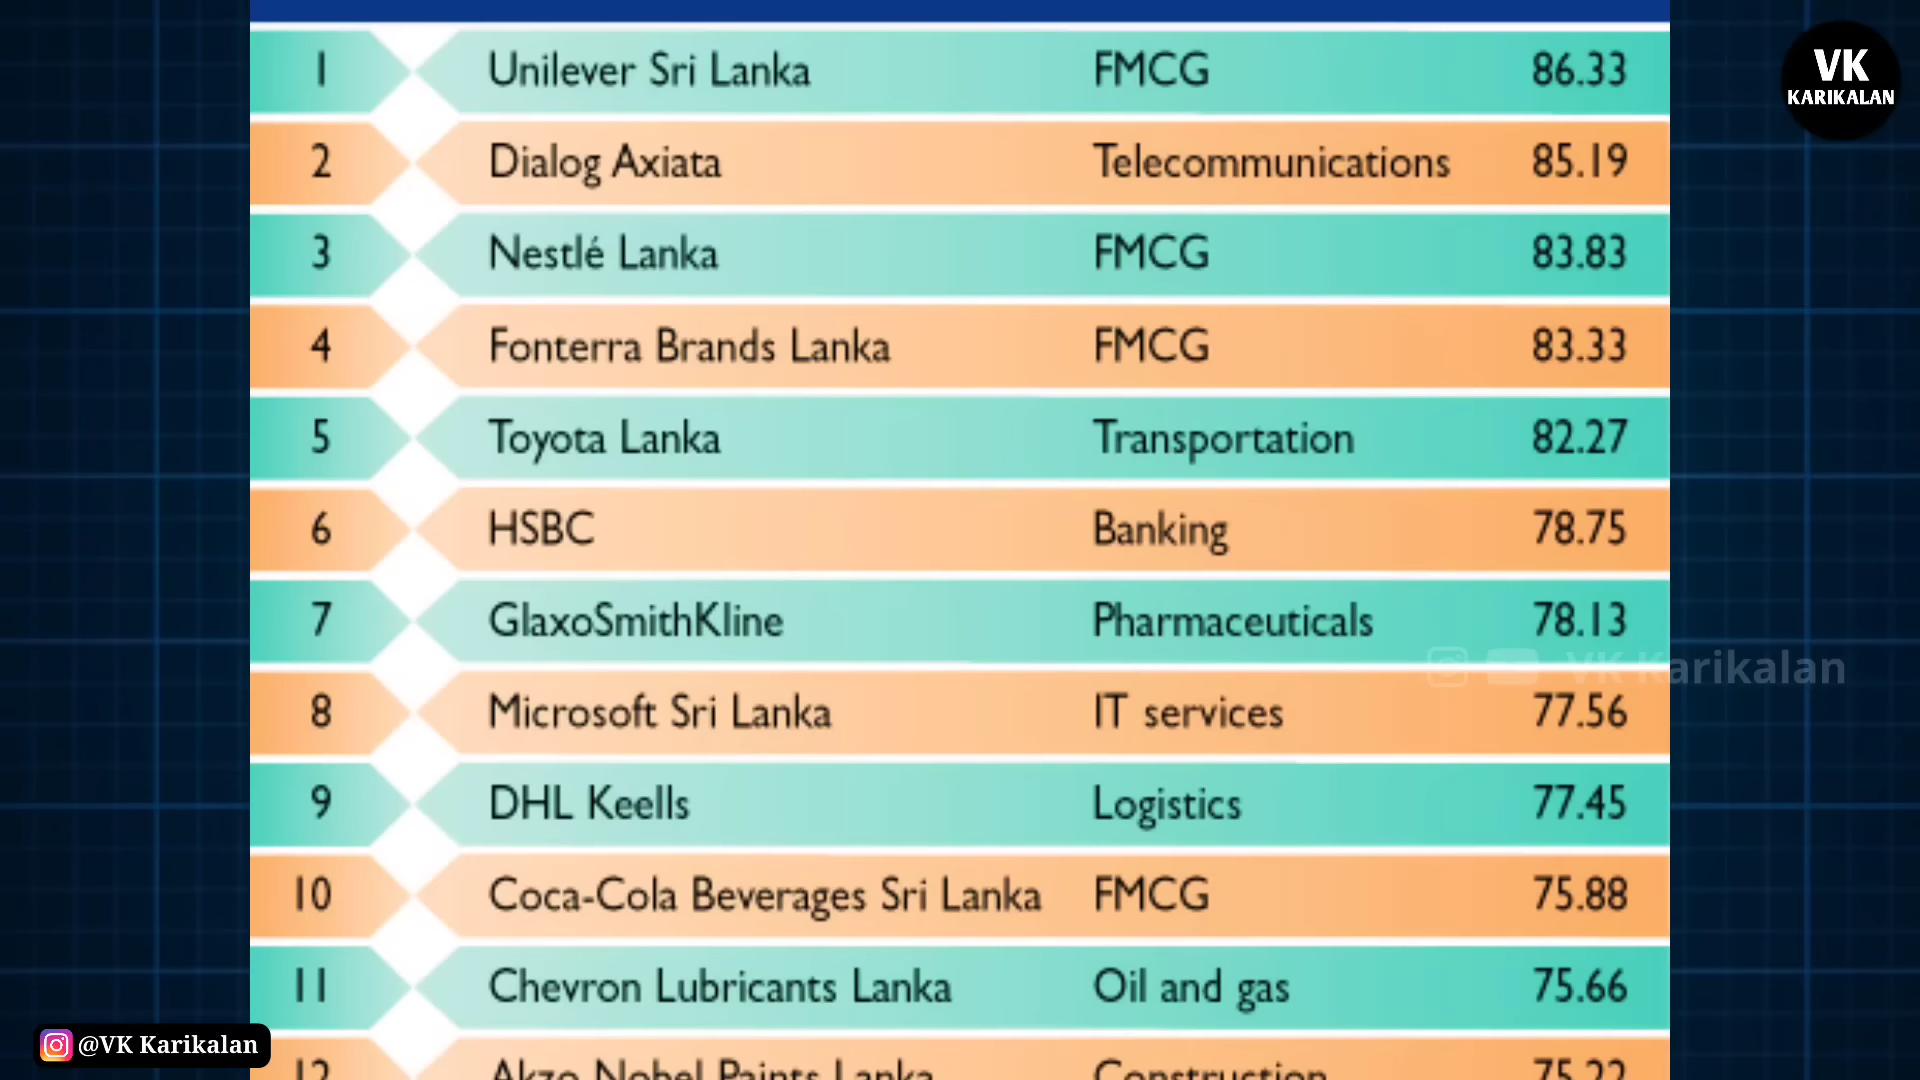 1 Unilever Sri Lanka FMCG 86.33
2 Dialog Axiata Telecommunications 85.19
3 Nestlé Lanka FMCG 83.83
4 Fonterra Brands Lanka FMCG 83.33
5 Toyota Lanka Transportation 82.27
6 HSBC Banking 78.75
7 GlaxoSmithKline Pharmaceuticals 78.13
8 Microsoft Sri Lanka IT services 77.56
9 DHL Keells Logistics 77.45
10 Coca-Cola Beverages Sri Lanka FMCG 75.88
11 Chevron Lubricants Lanka Oil and gas 75.66
12 Akzo Nobel Paints Lanka Construction 75.22
VK
KARIKALAN
VK Karikalan
@VK Karikalan